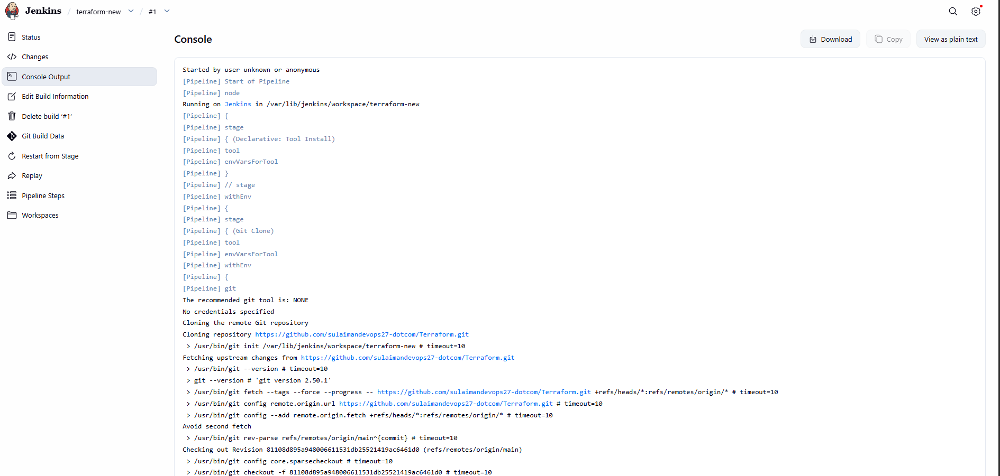 Jenkins / terraform-new / #1
Status
Changes
Console Output
Edit Build Information
Delete build ‘#1’
Git Build Data
Restart from Stage
Replay
Pipeline Steps
Workspaces
Console
Download
Copy
View as plain text
Started by user unknown or anonymous
[Pipeline] Start of Pipeline
[Pipeline] node
Running on Jenkins in /var/lib/jenkins/workspace/terraform-new
[Pipeline] {
[Pipeline] stage
[Pipeline] { (Declarative: Tool Install)
[Pipeline] tool
[Pipeline] envVarsForTool
[Pipeline] }
[Pipeline] // stage
[Pipeline] withEnv
[Pipeline] {
[Pipeline] stage
[Pipeline] { (Git Clone)
[Pipeline] tool
[Pipeline] envVarsForTool
[Pipeline] withEnv
[Pipeline] {
[Pipeline] git
The recommended git tool is: NONE
No credentials specified
Cloning the remote Git repository
Cloning repository https://github.com/sulaimandevops27-dotcom/Terraform.git
 > /usr/bin/git init /var/lib/jenkins/workspace/terraform-new # timeout=10
Fetching upstream changes from https://github.com/sulaimandevops27-dotcom/Terraform.git
 > /usr/bin/git --version # timeout=10
 > git --version # 'git version 2.50.1'
 > /usr/bin/git fetch --tags --force --progress -- https://github.com/sulaimandevops27-dotcom/Terraform.git +refs/heads/*:refs/remotes/origin/* # timeout=10
 > /usr/bin/git config remote.origin.url https://github.com/sulaimandevops27-dotcom/Terraform.git # timeout=10
 > /usr/bin/git config --add remote.origin.fetch +refs/heads/*:refs/remotes/origin/* # timeout=10
Avoid second fetch
 > /usr/bin/git rev-parse refs/remotes/origin/main^{commit} # timeout=10
Checking out Revision 81108d895a948006611531db25521419ac6461d0 (refs/remotes/origin/main)
 > /usr/bin/git config core.sparsecheckout # timeout=10
 > /usr/bin/git checkout -f 81108d895a948006611531db25521419ac6461d0 # timeout=10